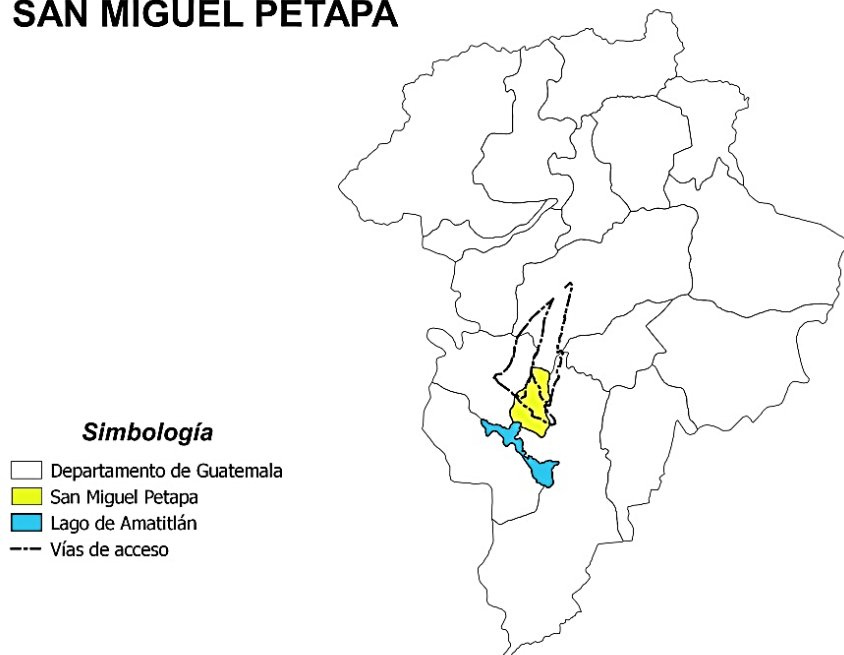 SAN MIGUEL PETAPA
Simbología
Departamento de Guatemala
San Miguel Petapa
Lago de Amatitlán
Vías de acceso